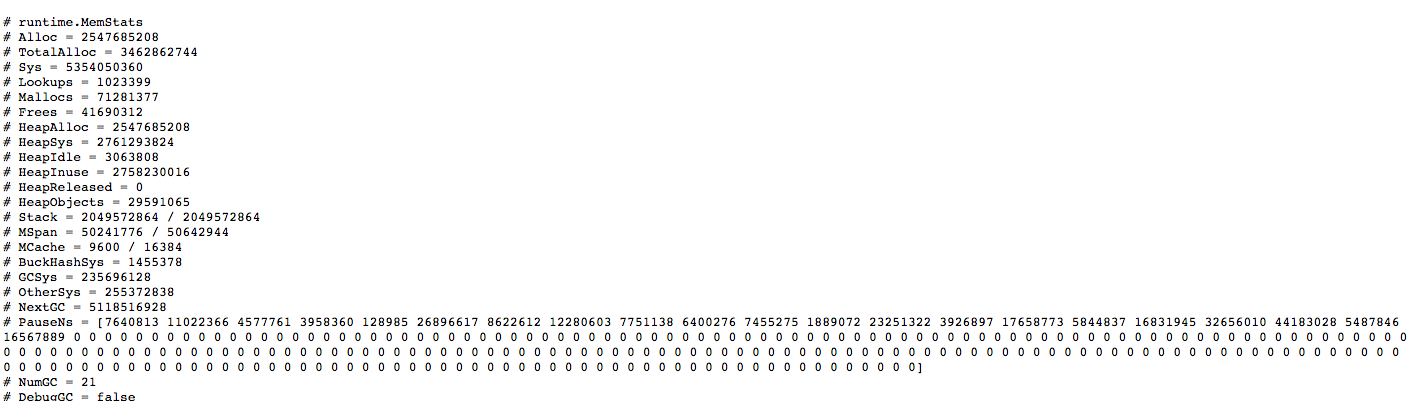 # runtime.MemStats
# Alloc = 2547685208
# TotalAlloc = 3462862744
# Sys = 5354050360
# Lookups = 1023399
# Mallocs = 71281377
# Frees = 41690312
# HeapAlloc = 2547685208
# HeapSys = 2761293824
# HeapIdle = 3063808
# HeapInuse = 2758230016
# HeapReleased = 0
# HeapObjects = 29591065
# Stack = 2049572864 / 2049572864
# MSpan = 50241776 / 50642944
# MCache = 9600 / 16384
# BuckHashSys = 1455378
# GCSys = 235696128
# OtherSys = 255372838
# NextGC = 5118516928
# PauseNs = [7640813 11022366 4577761 3958360 128985 26896617 8622612 12280603 7751138 6400276 7455275 1889072 23251322 3926897 17658773 5844837 16831945 32656010 44183028 5487846
16567889 0 0 0 0 0 0 0 0 0 0 0 0 0 0 0 0 0 0 0 0 0 0 0 0 0 0 0 0 0 0 0 0 0 0 0 0 0 0 0 0 0 0 0 0 0 0 0 0 0 0 0 0 0 0 0 0 0 0 0 0 0 0 0 0 0 0 0 0 0 0 0 0 0 0 0 0 0 0 0 0 0 0 0 0 0 0
0 0 0 0 0 0 0 0 0 0 0 0 0 0 0 0 0 0 0 0 0 0 0 0 0 0 0 0 0 0 0 0 0 0 0 0 0 0 0 0 0 0 0 0 0 0 0 0 0 0 0 0 0 0 0 0 0 0 0 0 0 0 0 0 0 0 0 0 0 0 0 0 0 0 0 0 0 0 0 0 0 0 0 0 0 0 0 0 0 0
0 0 0 0 0 0 0 0 0 0 0 0 0 0 0 0 0 0 0 0 0 0 0 0 0 0 0 0 0 0 0 0 0 0 0 0 0 0 0 0 0 0 0 0 0 0 0 0 0 0 0 0 0 0 0 0 0 0 0]
# NumGC = 21
# DebugGC = false